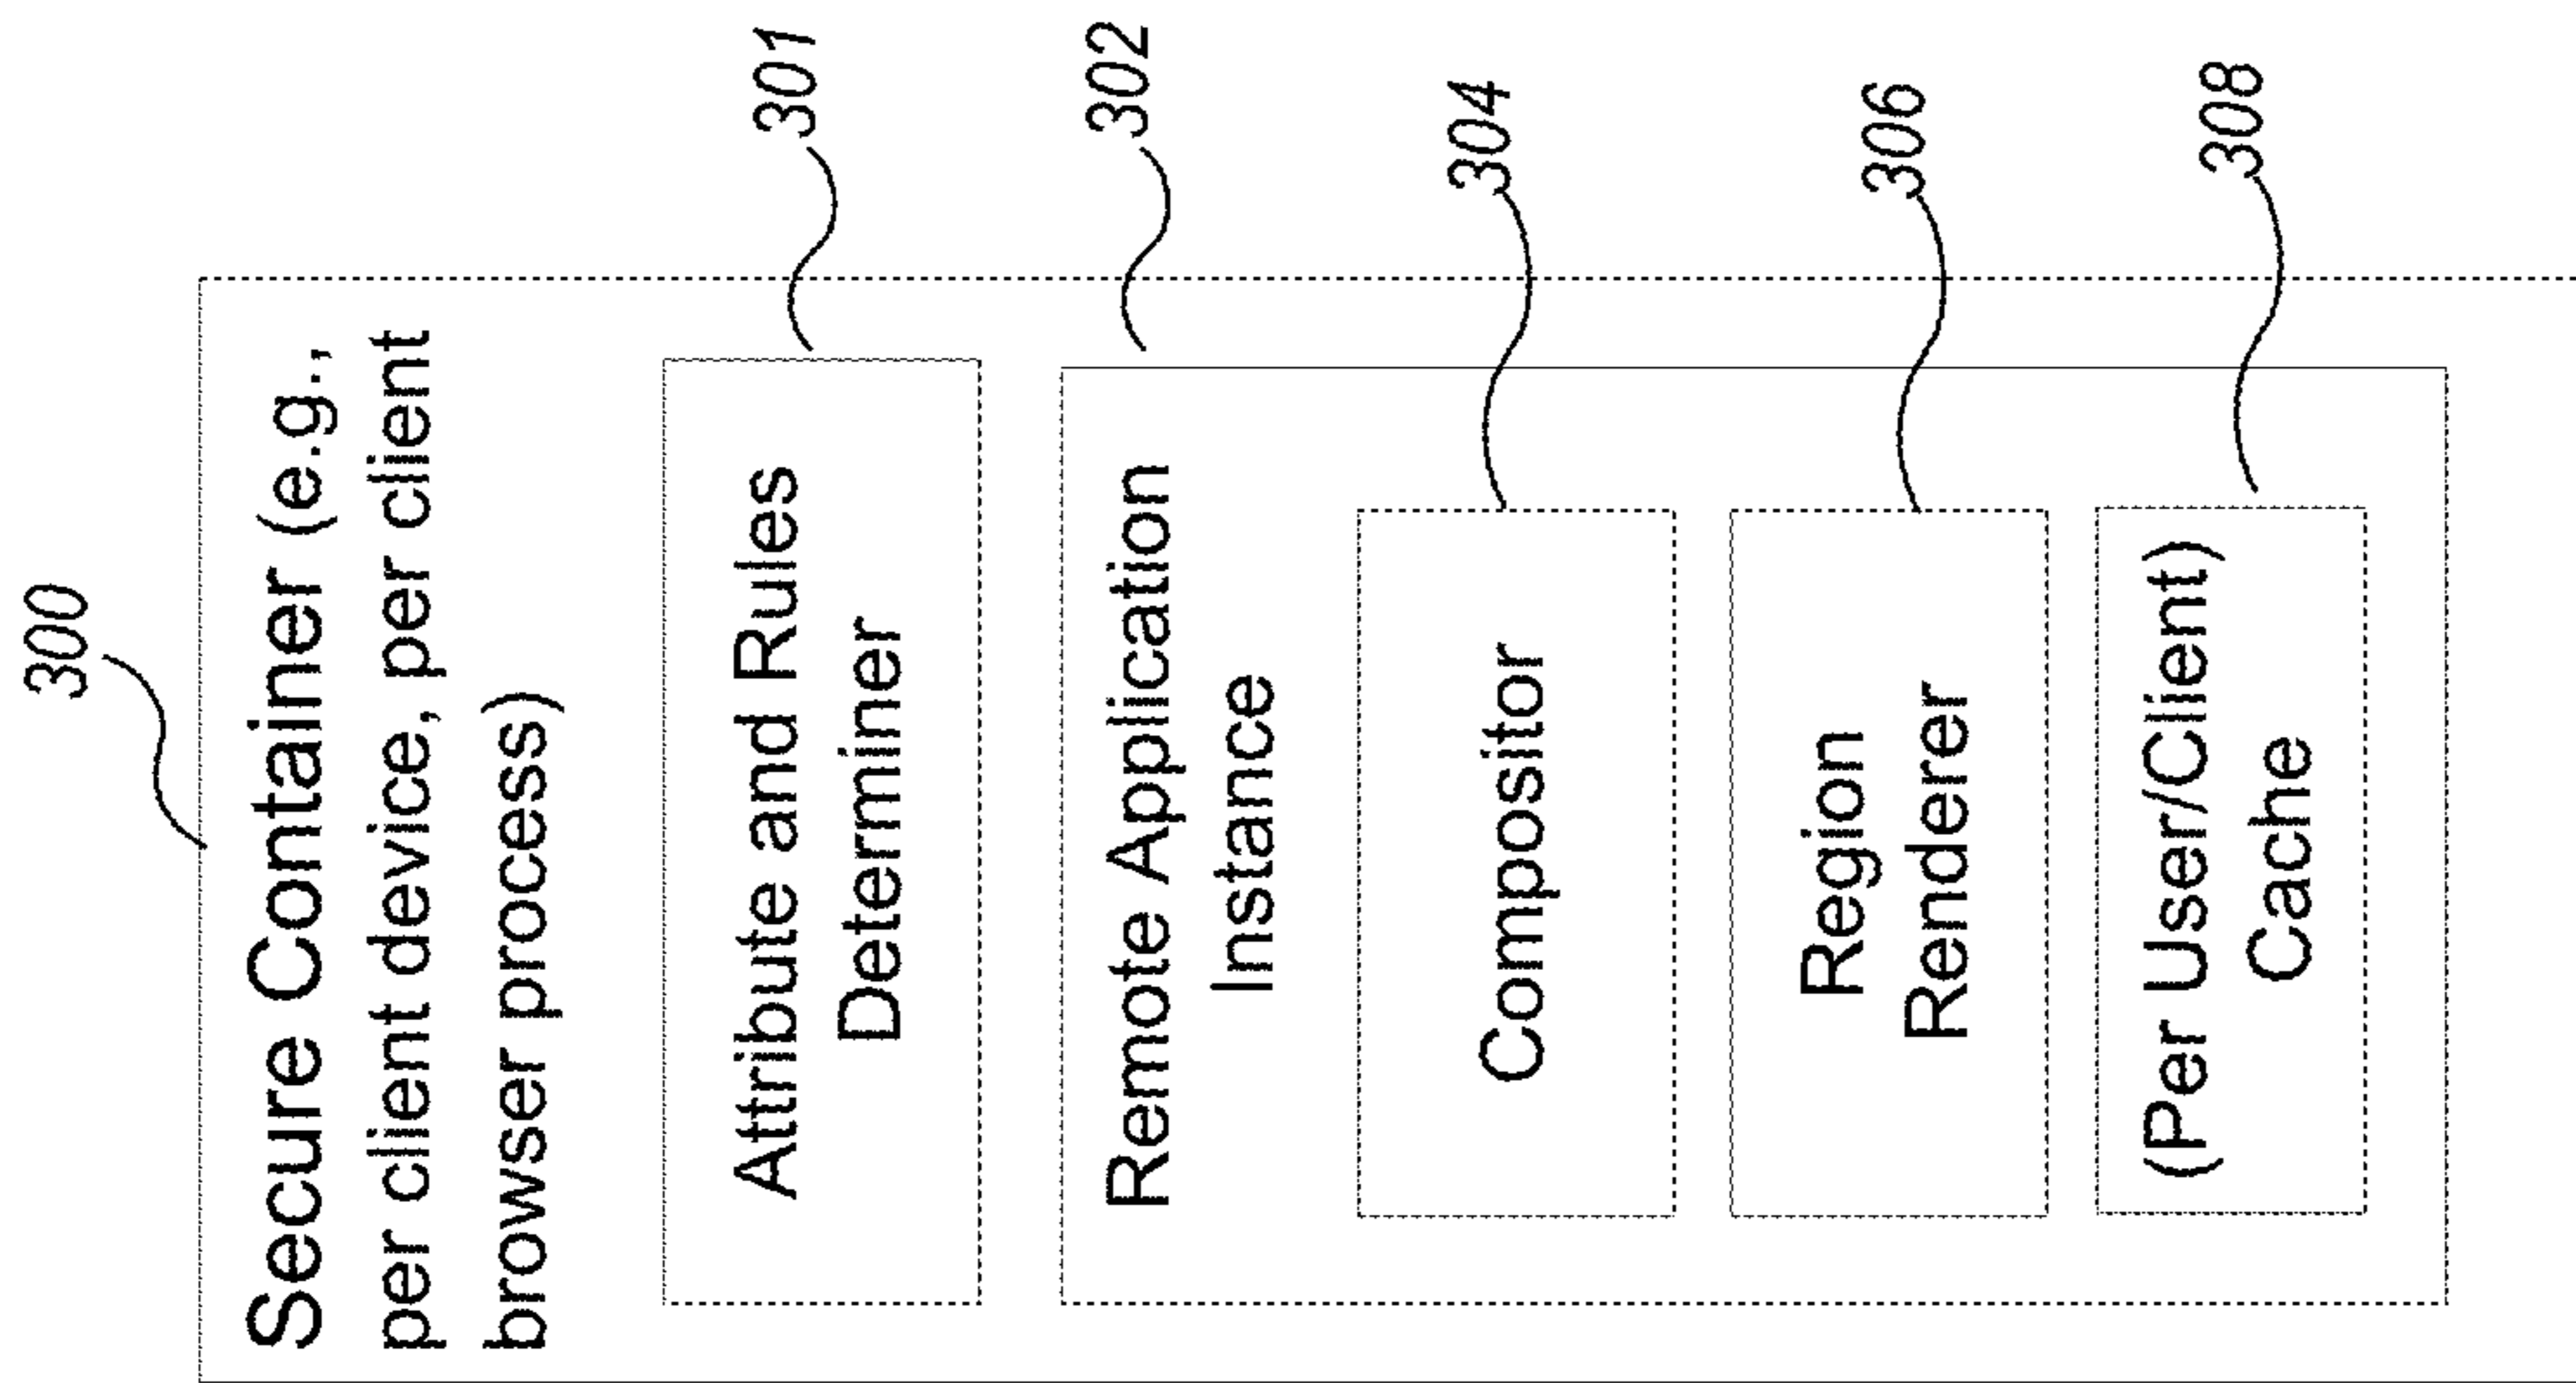 300
Secure Container (e.g.,
per client device, per client
browser process)
301
Attribute and Rules
Determiner
302
Remote Application
Instance
304
Compositor
306
Region
Renderer
308
(Per User/Client)
Cache